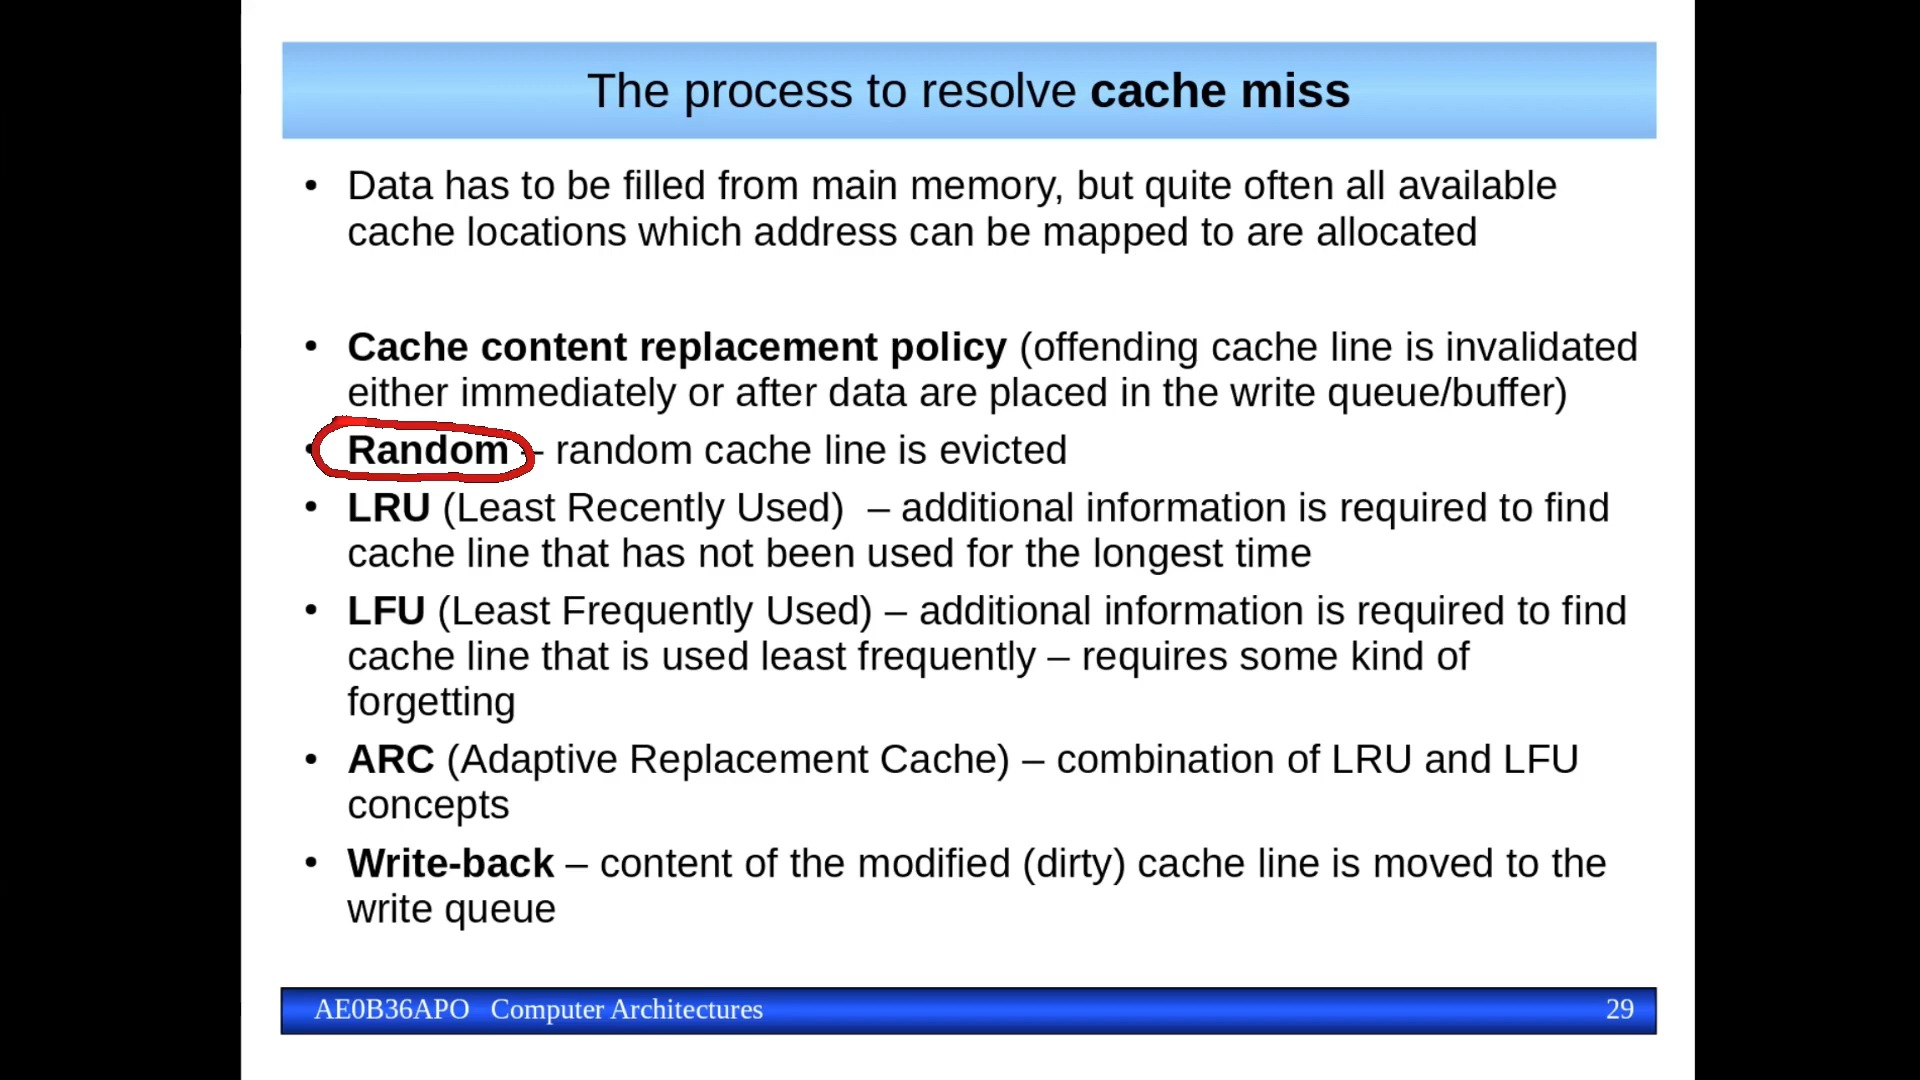 The process to resolve cache miss
• Data has to be filled from main memory, but quite often all available
cache locations which address can be mapped to are allocated
• Cache content replacement policy (offending cache line is invalidated
either immediately or after data are placed in the write queue/buffer)
• Random – random cache line is evicted
• LRU (Least Recently Used)  – additional information is required to find
cache line that has not been used for the longest time
• LFU (Least Frequently Used) – additional information is required to find
cache line that is used least frequently – requires some kind of
forgetting
• ARC (Adaptive Replacement Cache) – combination of LRU and LFU
concepts
• Write-back – content of the modified (dirty) cache line is moved to the
write queue
AE0B36APO   Computer Architectures 29